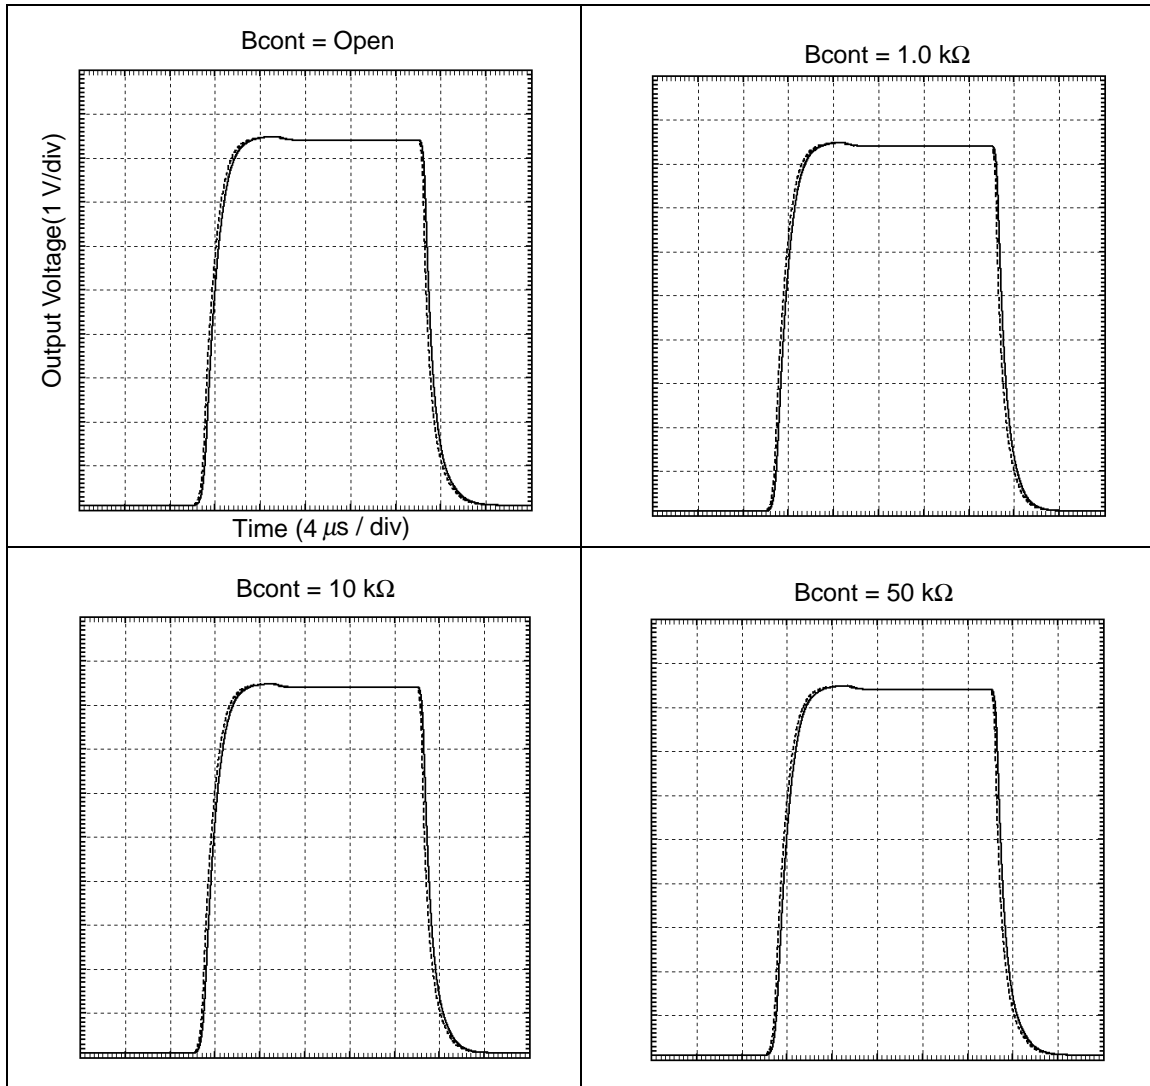 Bcont = Open
Output Voltage(1 V/div)
Time (4 µs / div)
Bcont = 1.0 kΩ
Bcont = 10 kΩ
Bcont = 50 kΩ